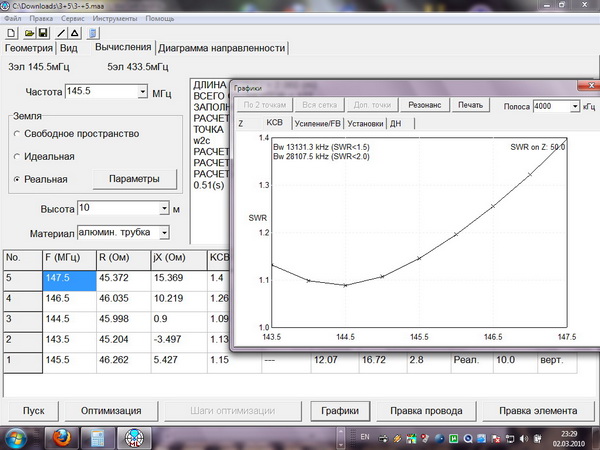 C:\Downloads\3+5\3-+5.maa
Файл Правка Сервис Инструменты Помощь
Геометрия Вид Вычисления Диаграмма направленности
3эл 145.5мГц 5эл 433.5мГц
Частота 145.5 МГц
Земля
Свободное пространство
Идеальная
Реальная Параметры
Высота 10 м
Материал алюмин. трубка
ДЛИНА
ВСЕГО
ЗАПОЛН
РАСЧЕТ
ТОЧКА
w2c
РАСЧЕТ
РАСЧЕТ
РАСЧЕТ
0.51(s)
Графики
По 2 точкам Вся сетка Доп. точки Резонанс Печать Полоса 4000 кГц
Z КСВ Усиление/FB Установки ДН
Bw 13131.3 kHz (SWR<1.5) SWR on Z: 50.0
Bw 28107.5 kHz (SWR<2.0)
SWR
1.4
1.3
1.2
1.1
1.0
143.5 144.5 145.5 146.5 147.5
No. F (МГц) R (Ом) jX (Ом) КСВ
5 147.5 45.372 15.369 1.4
4 146.5 46.035 10.219 1.26
3 144.5 45.998 0.9 1.09
2 143.5 45.204 -3.497 1.13
1 145.5 46.262 5.427 1.15 --- 12.07 16.72 2.8 Реал. 10.0 верт.
Пуск Оптимизация Шаги оптимизации Графики Правка провода Правка элемента
EN
23:29
02.03.2010